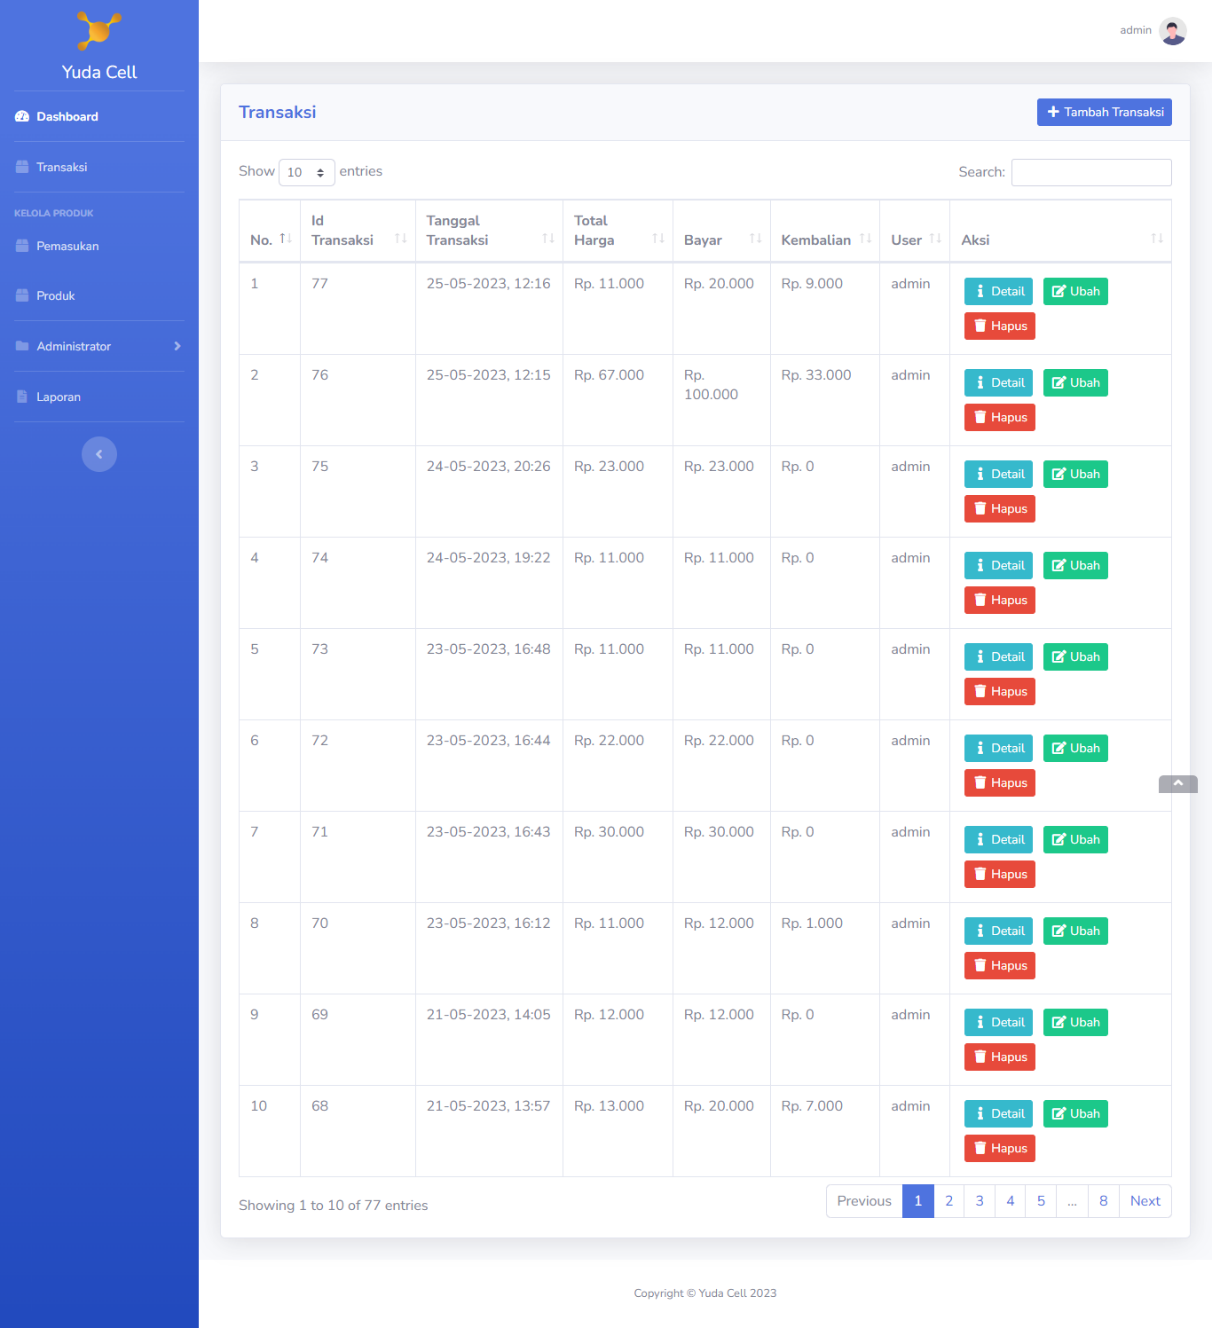 Yuda Cell
Dashboard
Transaksi
KELOLA PRODUK
Pemasukan
Produk
Administrator
Laporan
admin
Transaksi
Tambah Transaksi
Show 10 entries
Search:
No. Id Transaksi Tanggal Transaksi Total Harga Bayar Kembalian User Aksi
1 77 25-05-2023, 12:16 Rp. 11.000 Rp. 20.000 Rp. 9.000 admin Detail Ubah
Hapus
2 76 25-05-2023, 12:15 Rp. 67.000 Rp. 100.000 Rp. 33.000 admin Detail Ubah
Hapus
3 75 24-05-2023, 20:26 Rp. 23.000 Rp. 23.000 Rp. 0 admin Detail Ubah
Hapus
4 74 24-05-2023, 19:22 Rp. 11.000 Rp. 11.000 Rp. 0 admin Detail Ubah
Hapus
5 73 23-05-2023, 16:48 Rp. 11.000 Rp. 11.000 Rp. 0 admin Detail Ubah
Hapus
6 72 23-05-2023, 16:44 Rp. 22.000 Rp. 22.000 Rp. 0 admin Detail Ubah
Hapus
7 71 23-05-2023, 16:43 Rp. 30.000 Rp. 30.000 Rp. 0 admin Detail Ubah
Hapus
8 70 23-05-2023, 16:12 Rp. 11.000 Rp. 12.000 Rp. 1.000 admin Detail Ubah
Hapus
9 69 21-05-2023, 14:05 Rp. 12.000 Rp. 12.000 Rp. 0 admin Detail Ubah
Hapus
10 68 21-05-2023, 13:57 Rp. 13.000 Rp. 20.000 Rp. 7.000 admin Detail Ubah
Hapus
Showing 1 to 10 of 77 entries
Previous 1 2 3 4 5 ... 8 Next
Copyright © Yuda Cell 2023